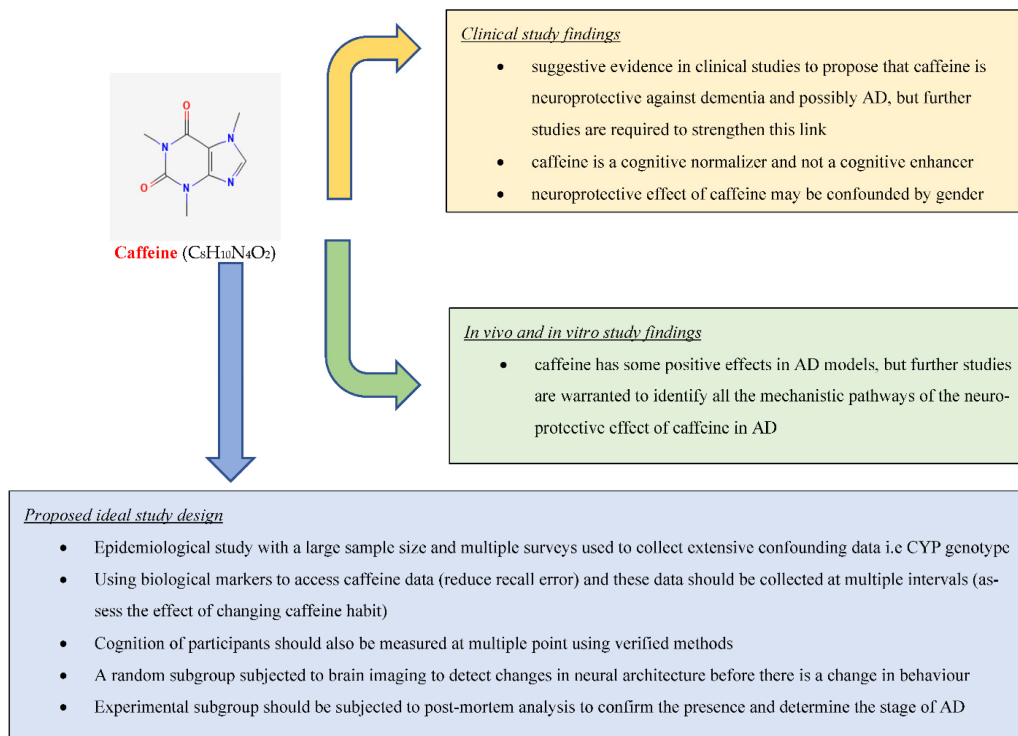 Clinical study findings
• suggestive evidence in clinical studies to propose that caffeine is
neuroprotective against dementia and possibly AD, but further
studies are required to strengthen this link
• caffeine is a cognitive normalizer and not a cognitive enhancer
• neuroprotective effect of caffeine may be confounded by gender
O
N
N
O
N
N
Caffeine (C₈H₁₀N₄O₂)
In vivo and in vitro study findings
• caffeine has some positive effects in AD models, but further studies
are warranted to identify all the mechanistic pathways of the neuro-
protective effect of caffeine in AD
Proposed ideal study design
• Epidemiological study with a large sample size and multiple surveys used to collect extensive confounding data i.e CYP genotype
• Using biological markers to access caffeine data (reduce recall error) and these data should be collected at multiple intervals (as-
sess the effect of changing caffeine habit)
• Cognition of participants should also be measured at multiple point using verified methods
• A random subgroup subjected to brain imaging to detect changes in neural architecture before there is a change in behaviour
• Experimental subgroup should be subjected to post-mortem analysis to confirm the presence and determine the stage of AD